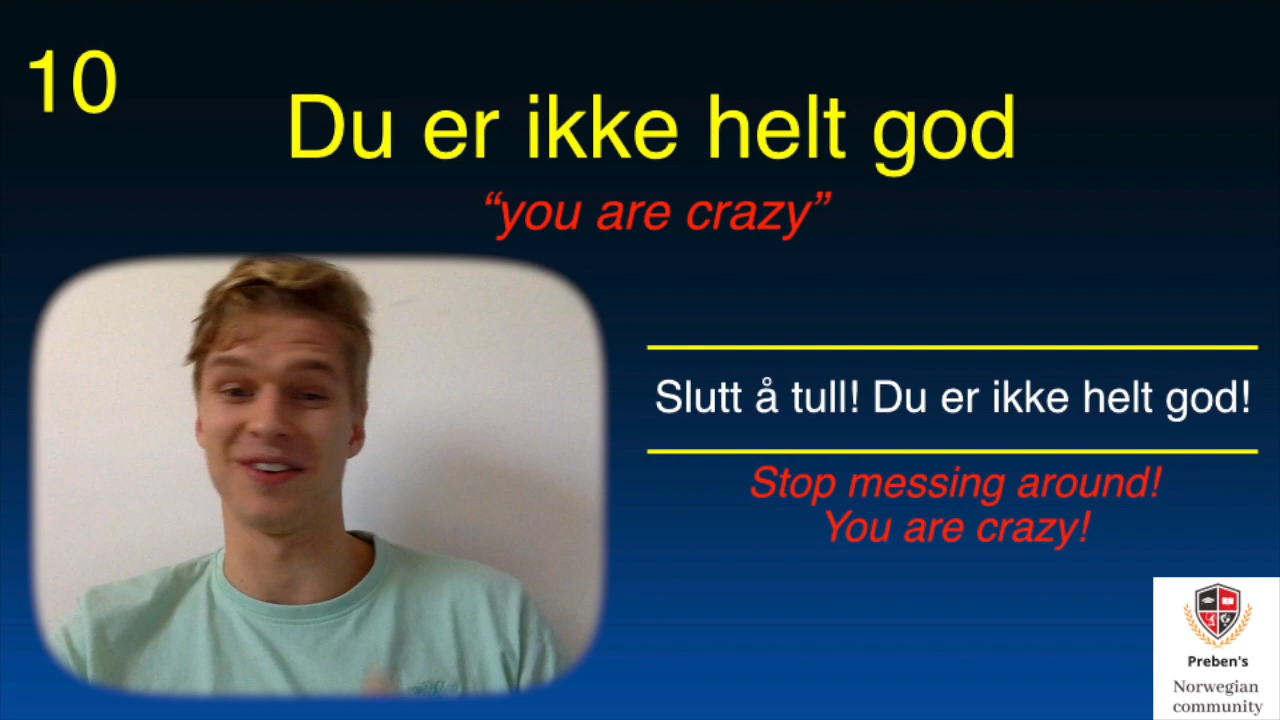 10
Du er ikke helt god
“you are crazy”
Slutt å tull! Du er ikke helt god!
Stop messing around!
You are crazy!
Preben's
Norwegian
community